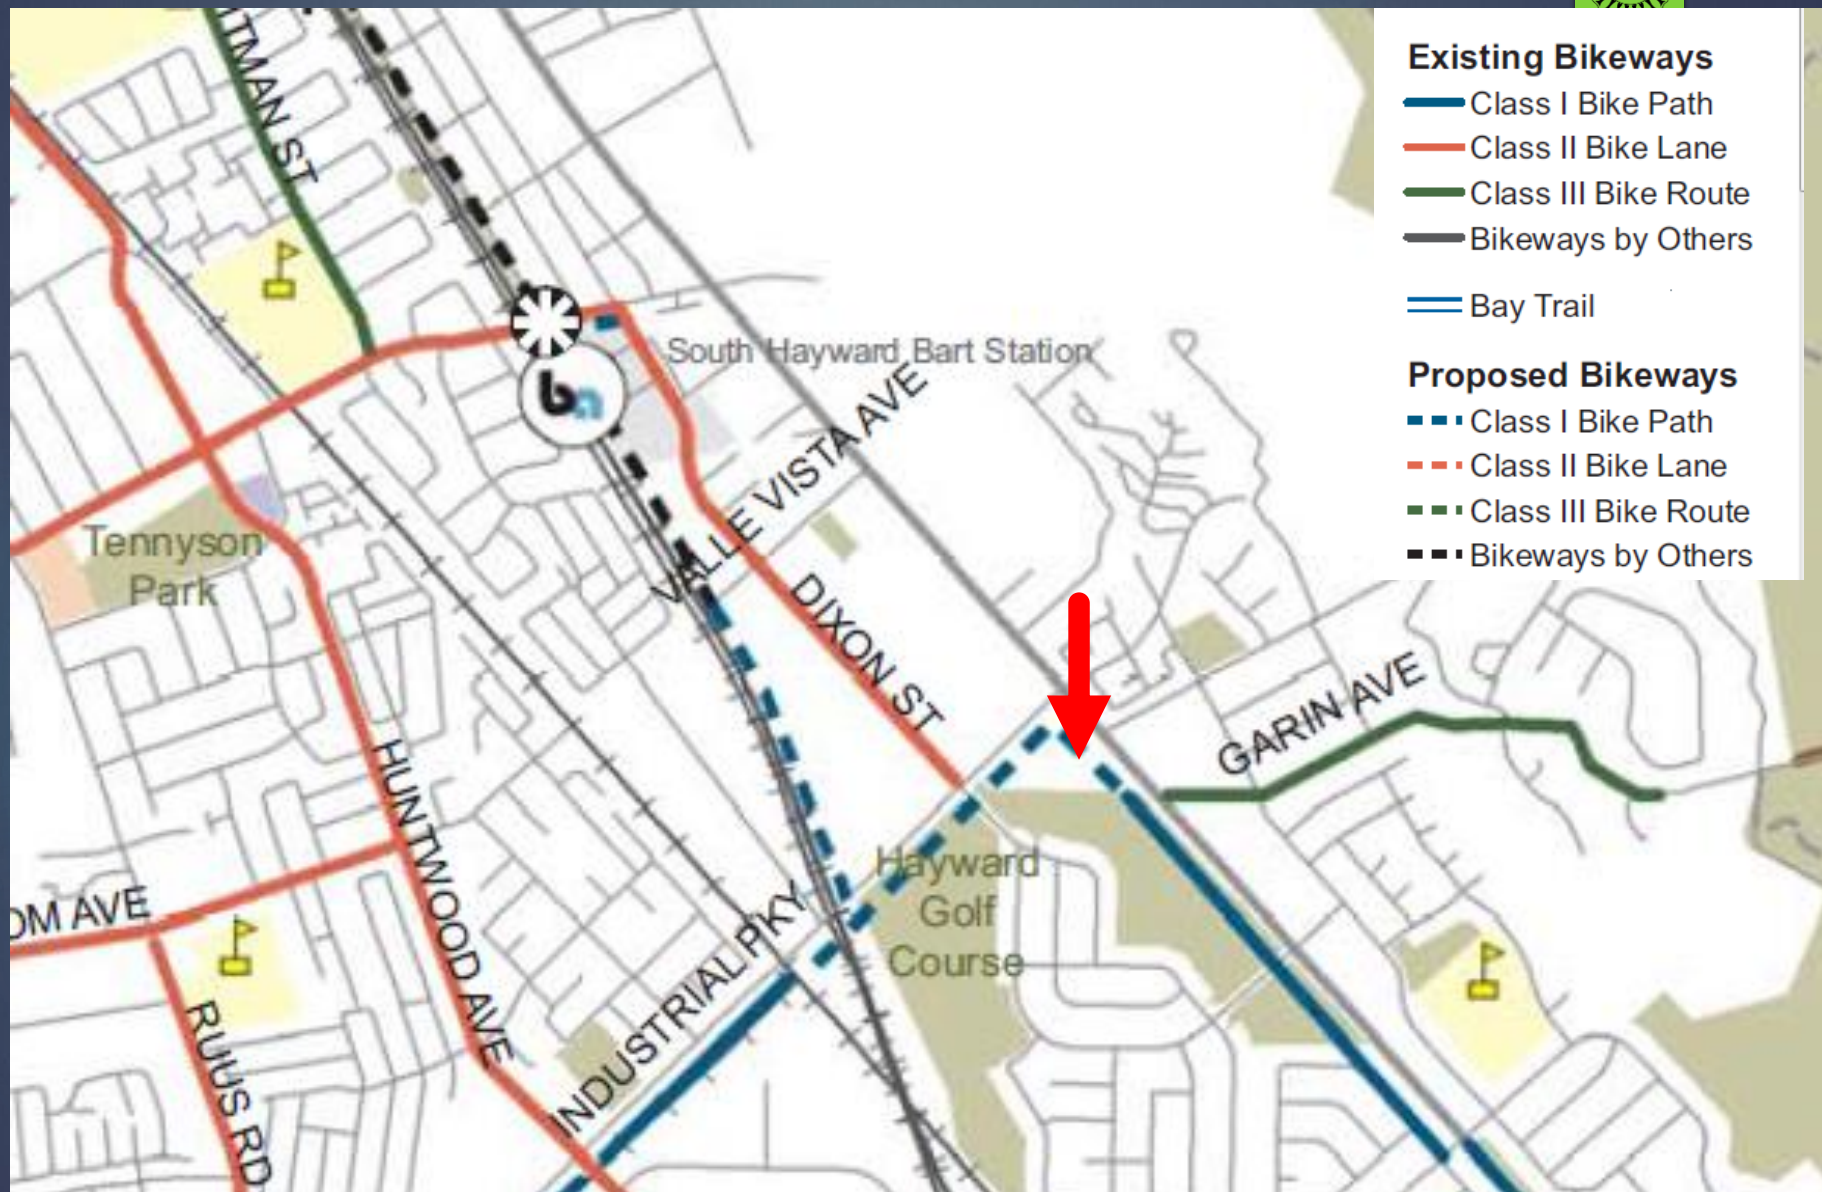 Existing Bikeways
Class I Bike Path
Class II Bike Lane
Class III Bike Route
Bikeways by Others
Bay Trail
Proposed Bikeways
Class I Bike Path
Class II Bike Lane
Class III Bike Route
Bikeways by Others
TMAN ST
ba
South Hayward Bart Station
VALLE VISTA AVE
Tennyson
Park
DIXON ST
GARIN AVE
HUNTWOOD AVE
Hayward
Golf
Course
INDUSTRIAL PKY
OM AVE
RUUS RD